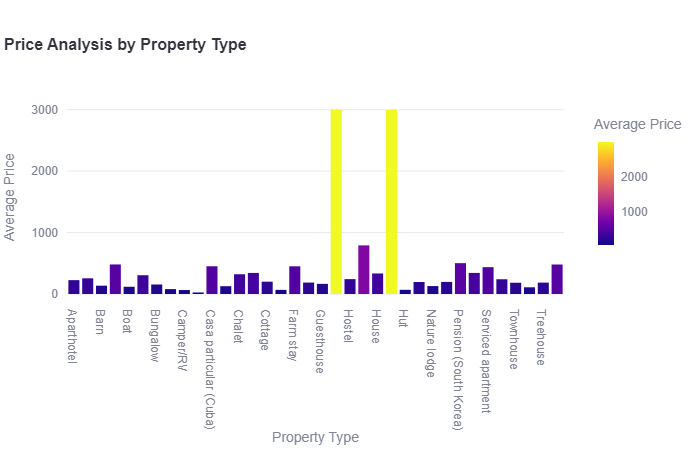 Price Analysis by Property Type
Average Price
3000
2000
1000
0
Average Price
2000
1000
Aparthotel
Barn
Boat
Bungalow
Camper/RV
Casa particular (Cuba)
Chalet
Cottage
Farm stay
Guesthouse
Hostel
House
Hut
Nature lodge
Pension (South Korea)
Serviced apartment
Townhouse
Treehouse
Property Type